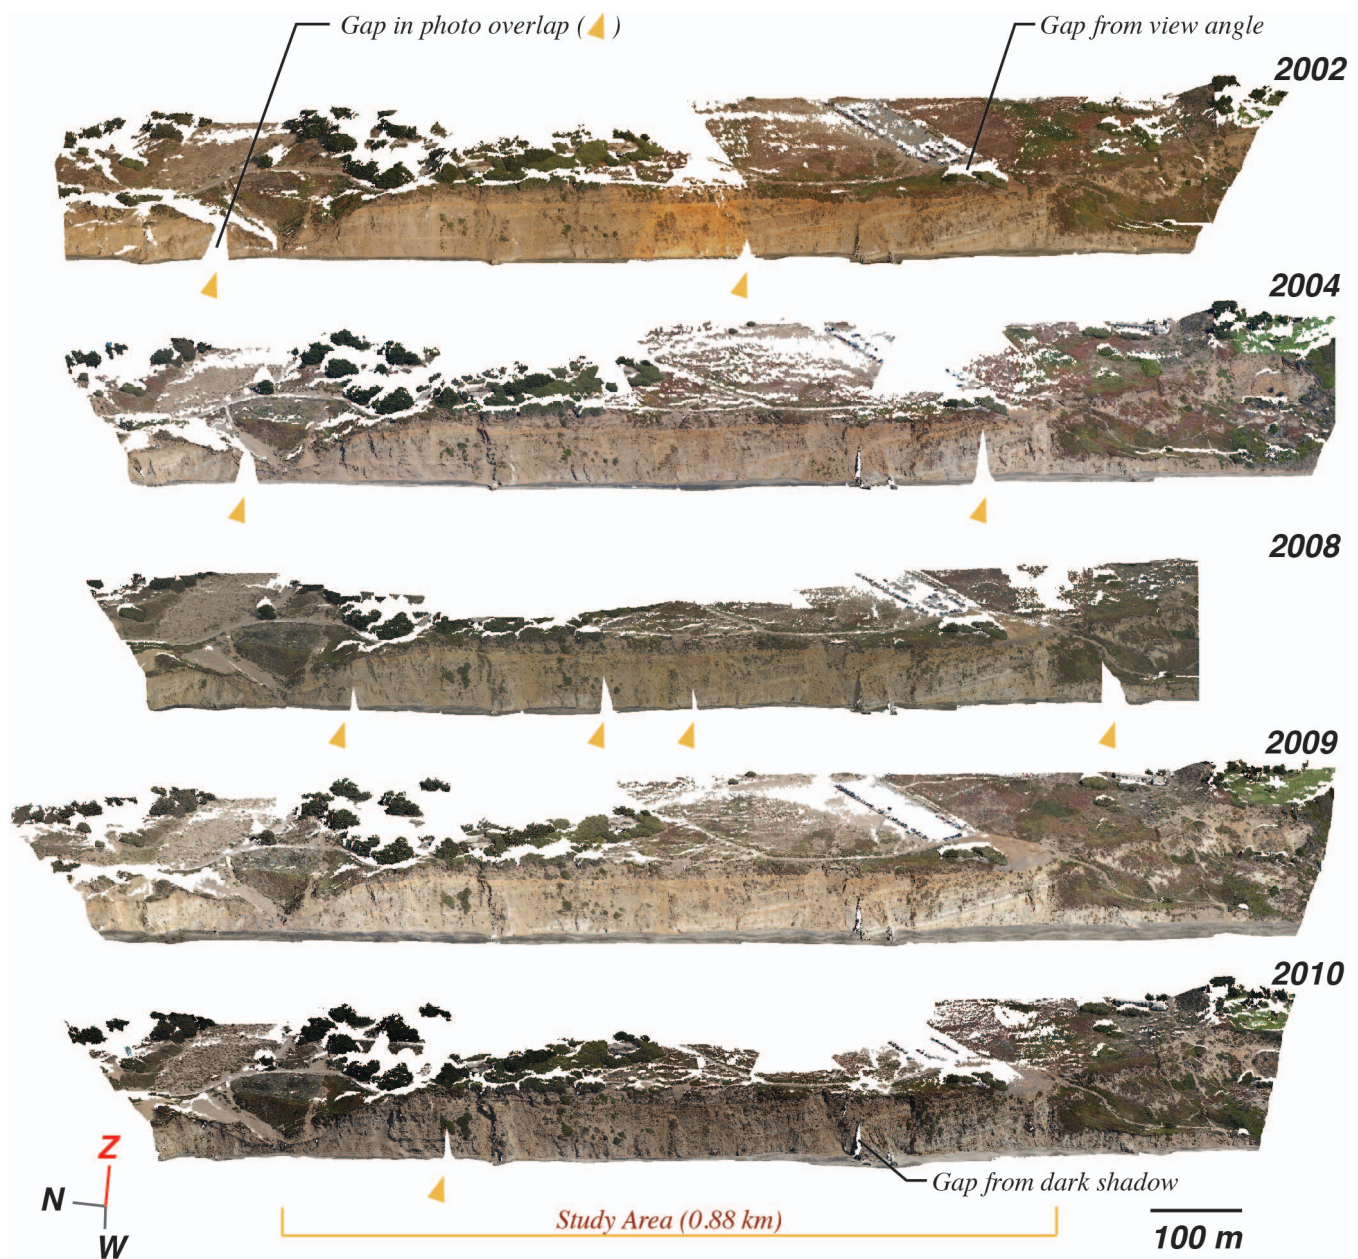 Gap in photo overlap ( )
Gap from view angle
2002
2004
2008
2009
2010
Z
N
W
Gap from dark shadow
Study Area (0.88 km)
100 m